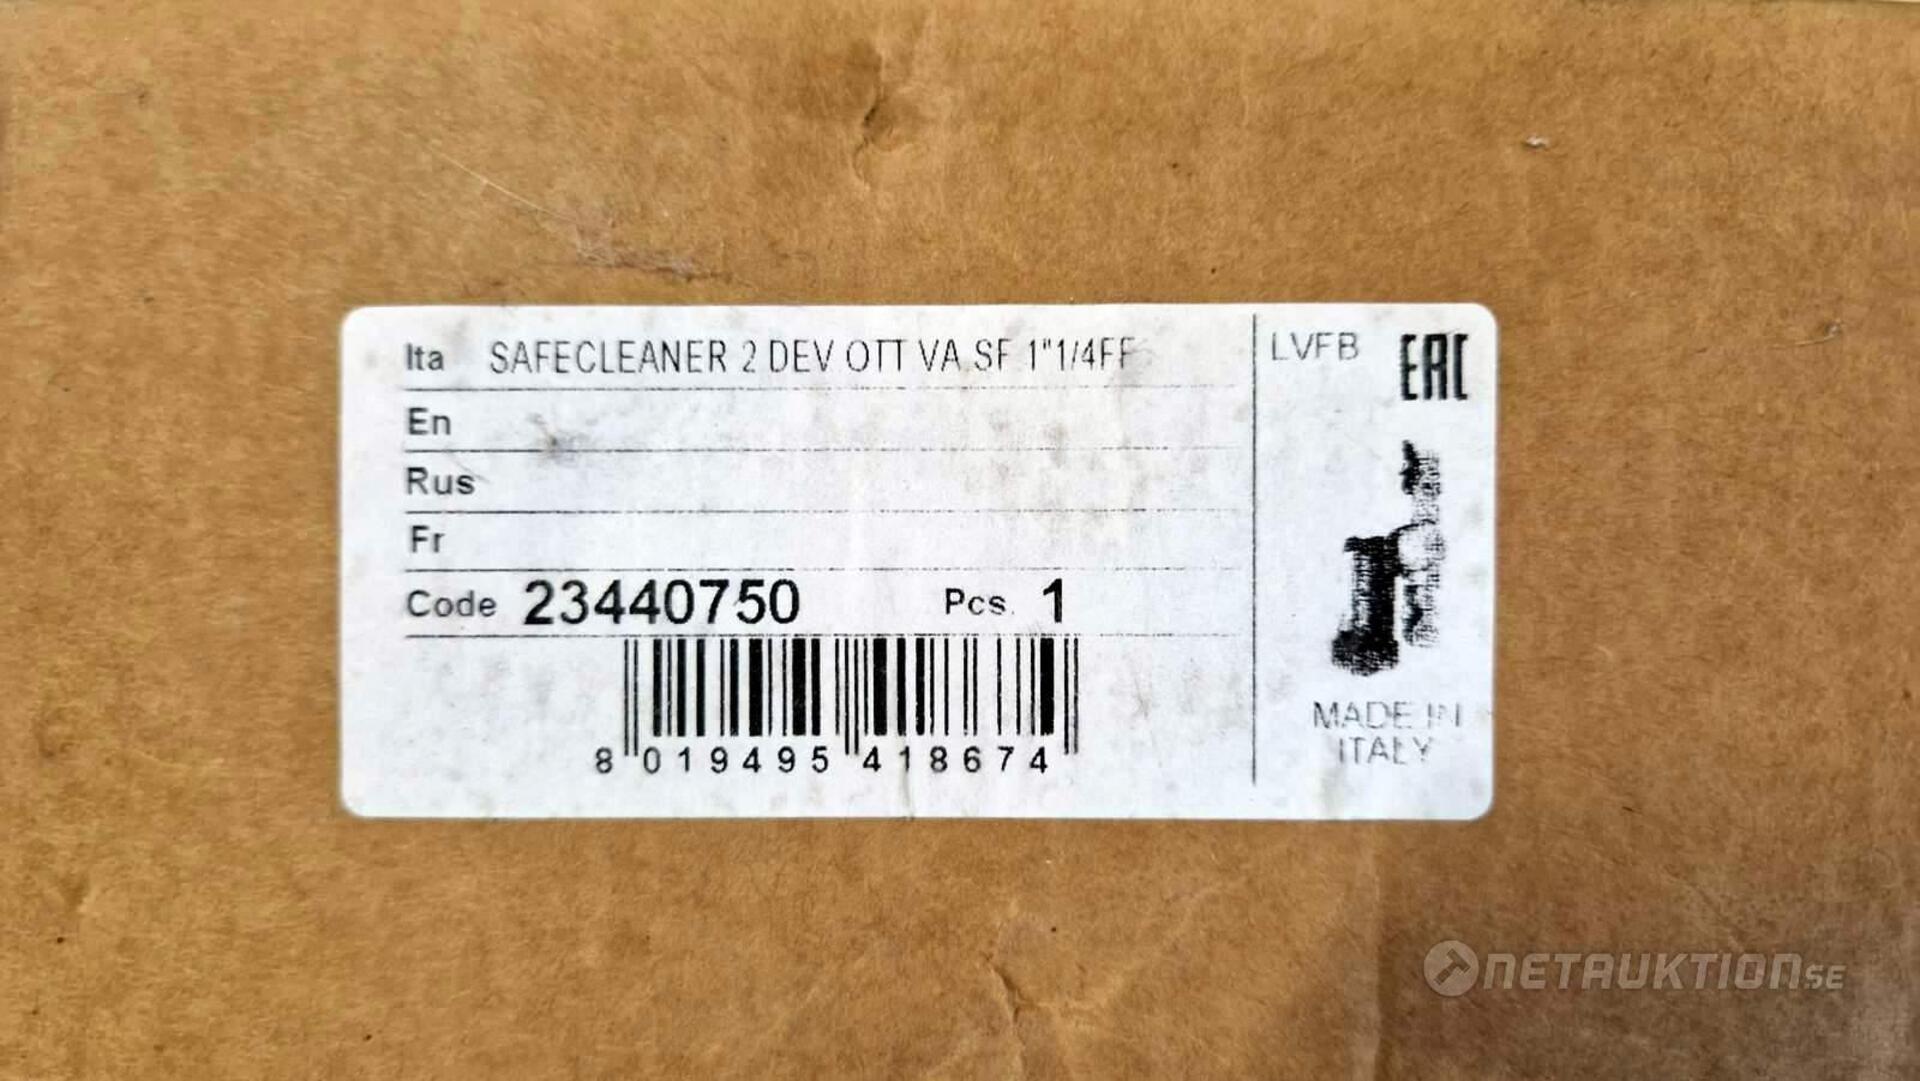 Ita SAFECLEANER 2 DEV OTT VA SF 1"1/4FF
En
Rus
Fr
Code 23440750 Pcs. 1
8 019495 418674
LVFB EAC
MADE IN
ITALY
NETAUKTION.SE